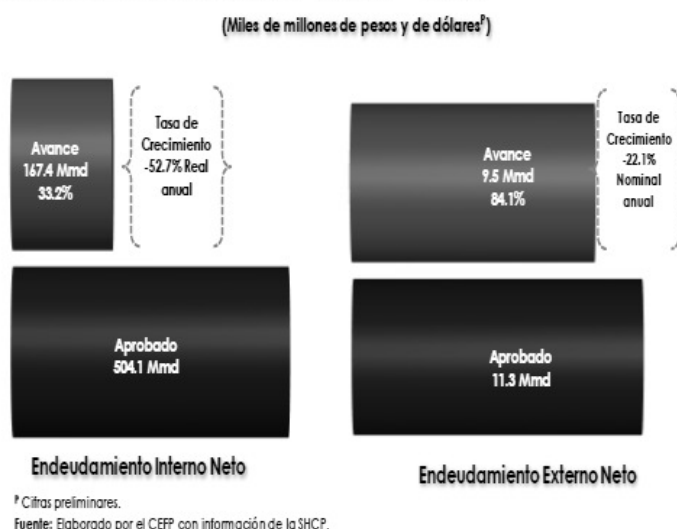 (Miles de millones de pesos y de dólaresᵖ)
Avance
167.4 Mmd
33.2%
Tasa de
Crecimiento
-52.7% Real
anual
Aprobado
504.1 Mmd
Endeudamiento Interno Neto
Avance
9.5 Mmd
84.1%
Tasa de
Crecimiento
-22.1%
Nominal
anual
Aprobado
11.3 Mmd
Endeudamiento Externo Neto
ᴾ Cifras preliminares.
Fuente: Elaborado por el CEFP con información de la SHCP.